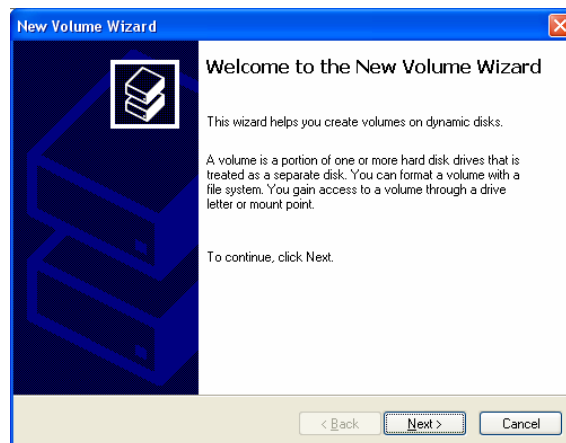 New Volume Wizard
Welcome to the New Volume Wizard
This wizard helps you create volumes on dynamic disks.
A volume is a portion of one or more hard disk drives that is
treated as a separate disk. You can format a volume with a
file system. You gain access to a volume through a drive
letter or mount point.
To continue, click Next.
< Back Next > Cancel